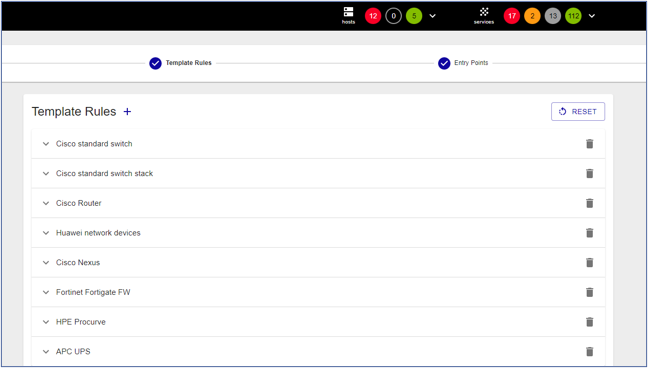 hosts
12 0 5
services
17 2 13 112
Template Rules
Entry Points
Template Rules +
RESET
Cisco standard switch
Cisco standard switch stack
Cisco Router
Huawei network devices
Cisco Nexus
Fortinet Fortigate FW
HPE Procurve
APC UPS